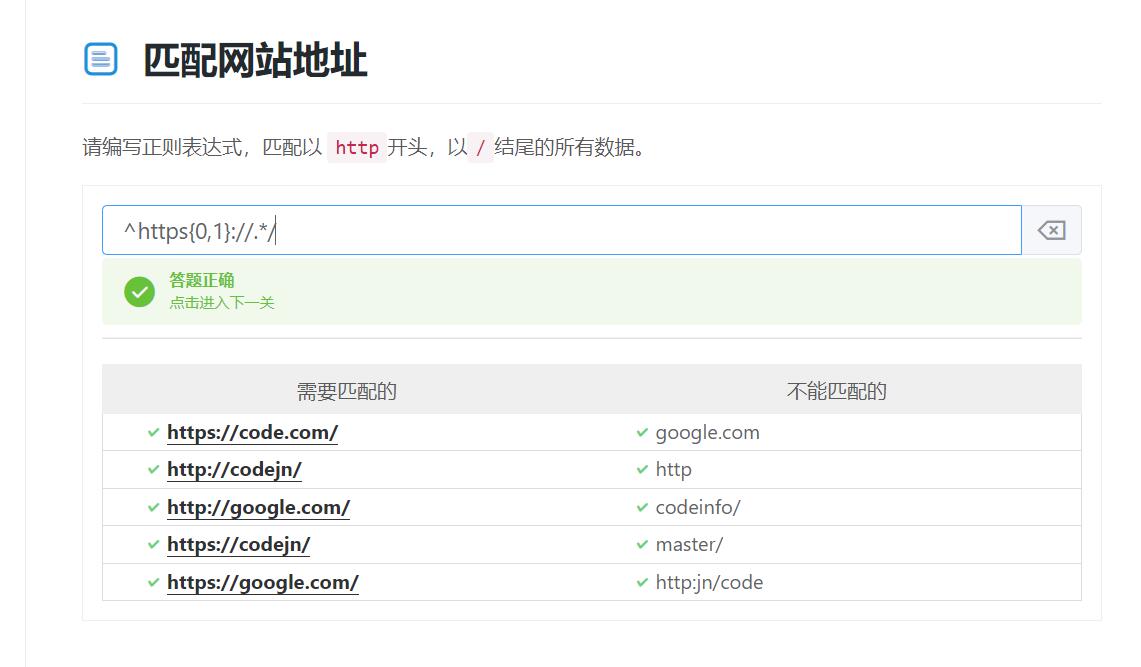 匹配网站地址
请编写正则表达式，匹配以 http 开头，以 / 结尾的所有数据。
^https{0,1}://.*/
答题正确
点击进入下一关
需要匹配的 不能匹配的
https://code.com/ google.com
http://codejn/ http
http://google.com/ codeinfo/
https://codejn/ master/
https://google.com/ http:jn/code